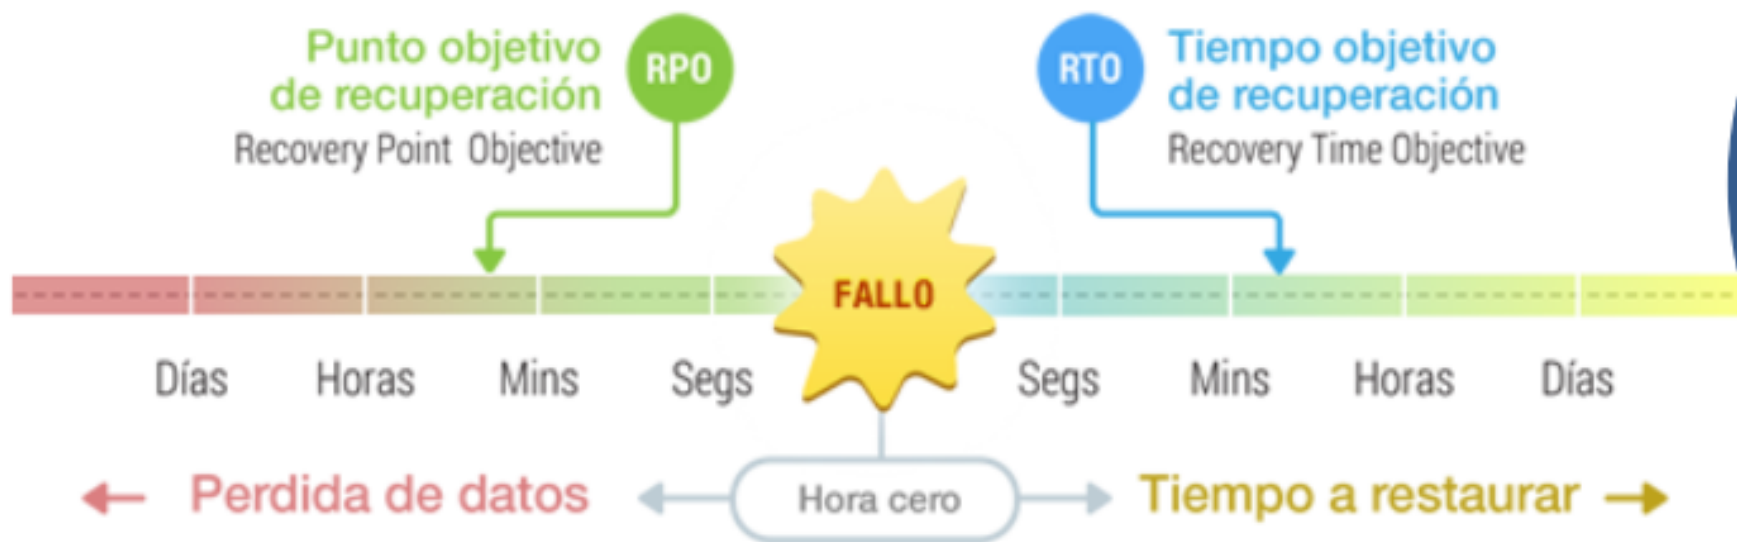 Punto objetivo
de recuperación
Recovery Point Objective
RPO
RTO
Tiempo objetivo
de recuperación
Recovery Time Objective
FALLO
Días
Horas
Mins
Segs
Segs
Mins
Horas
Días
Perdida de datos
Hora cero
Tiempo a restaurar